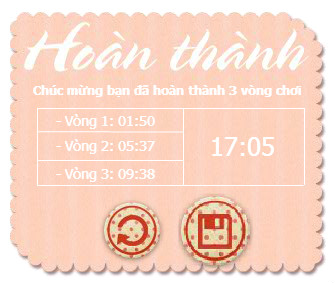 Hoàn thành
Chúc mừng bạn đã hoàn thành 3 vòng chơi
- Vòng 1: 01:50
- Vòng 2: 05:37
- Vòng 3: 09:38
17:05